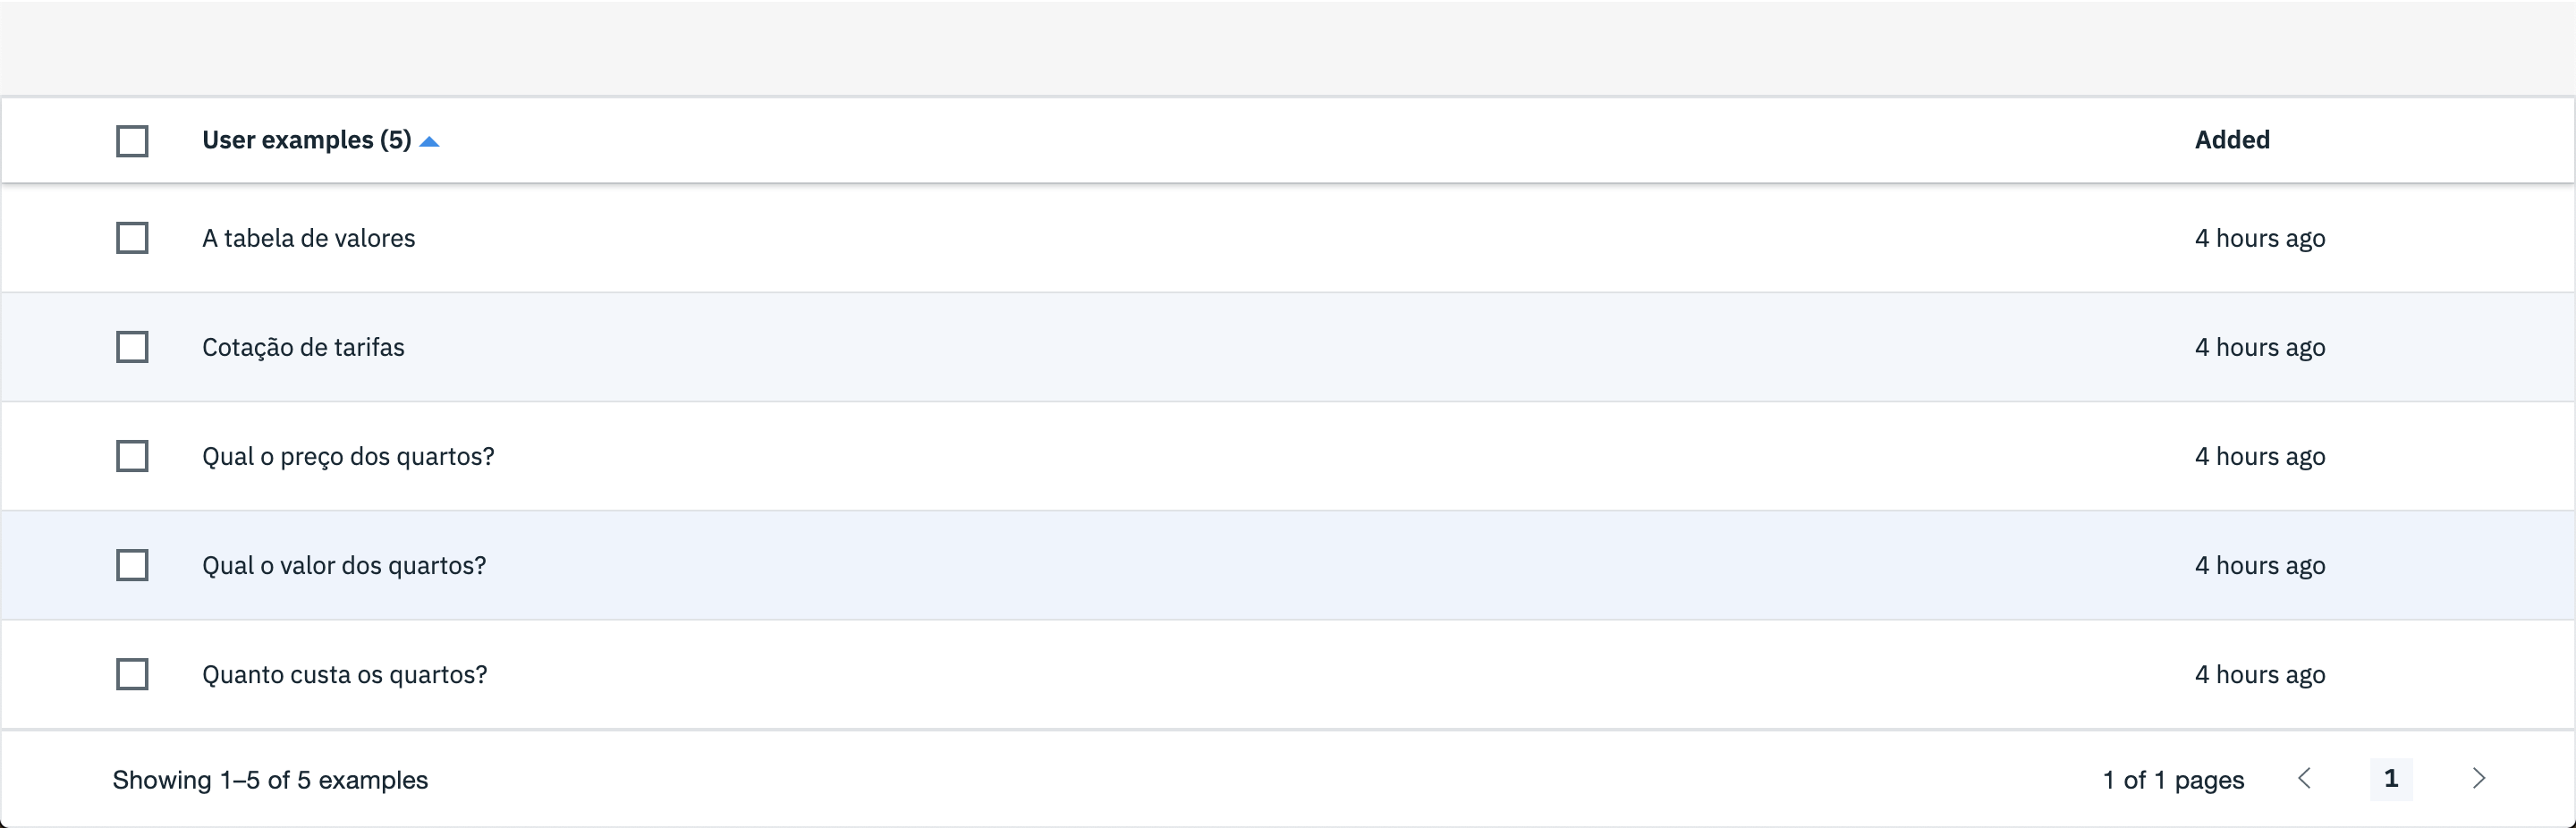 User examples (5) Added
A tabela de valores 4 hours ago
Cotação de tarifas 4 hours ago
Qual o preço dos quartos? 4 hours ago
Qual o valor dos quartos? 4 hours ago
Quanto custa os quartos? 4 hours ago
Showing 1–5 of 5 examples 1 of 1 pages 1